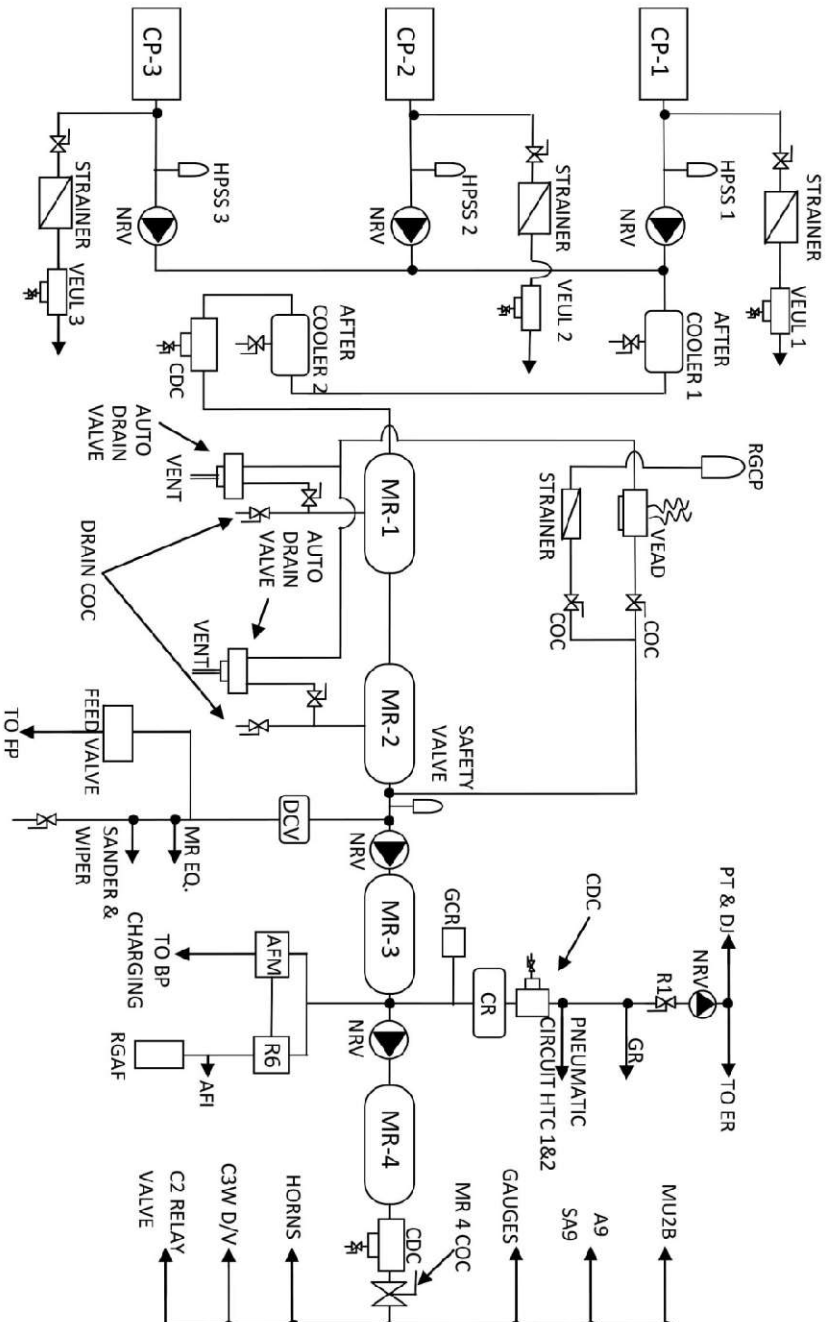 STRAINER
VEUL 1
HPSS 1
CP-1
NRV
AFTER
COOLER 1
RGCP
VEAD
COC
STRAINER
COC
PT & DJ
TO ER
NRV
R1
GR
CDC
PNEUMATIC
CIRCUIT HTC 1&2
MU2B
A9
SA9
GAUGES
STRAINER
VEUL 2
HPSS 2
CP-2
NRV
AFTER
COOLER 2
CDC
SAFETY
VALVE
GCR
CR
MR 4 COC
MR-1
MR-2
NRV
MR-3
NRV
MR-4
CDC
AUTO
DRAIN
VALVE
VENT
AUTO
DRAIN
VALVE
VENT
DRAIN COC
DCV
MR EQ.
SANDER &
WIPER
FEED VALVE
TO FP
AFM
R6
TO BP
CHARGING
AFI
RGAF
HORNS
C3W D/V
C2 RELAY
VALVE
CP-3
HPSS 3
NRV
STRAINER
VEUL 3